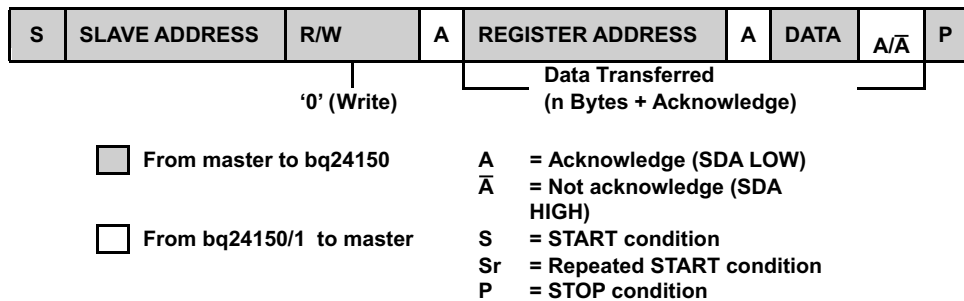 S SLAVE ADDRESS R/W A REGISTER ADDRESS A DATA A/A̅ P
'0' (Write)
Data Transferred
(n Bytes + Acknowledge)
From master to bq24150
From bq24150/1 to master
A = Acknowledge (SDA LOW)
A̅ = Not acknowledge (SDA
HIGH)
S = START condition
Sr = Repeated START condition
P = STOP condition